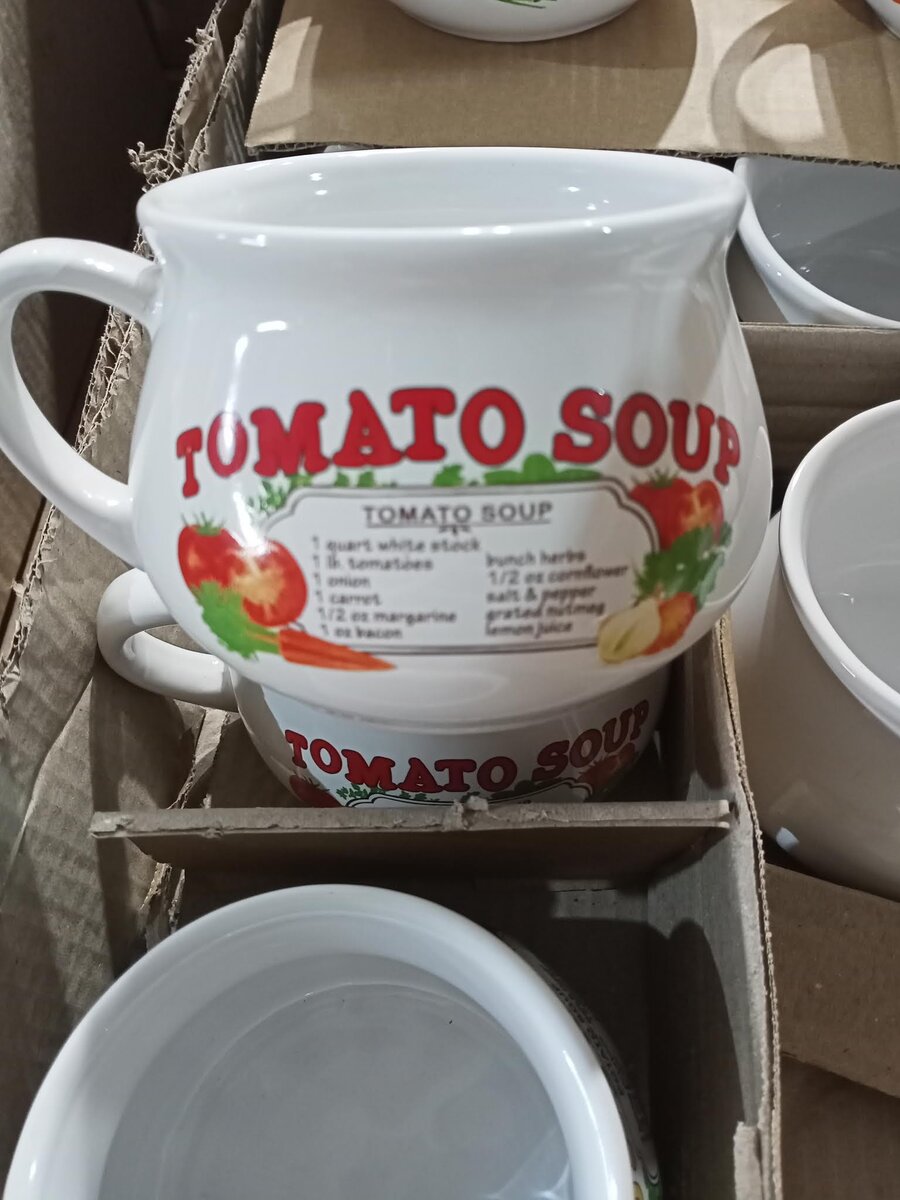 TOMATO SOUP
TOMATO SOUP
1 quart white stock
1 lb. tomatoes
1 onion
1 carrot
1/2 oz margarine
1 oz bacon
bunch herbs
1/2 oz cornflower
salt & pepper
grated nutmeg
lemon juice
TOMATO SOUP